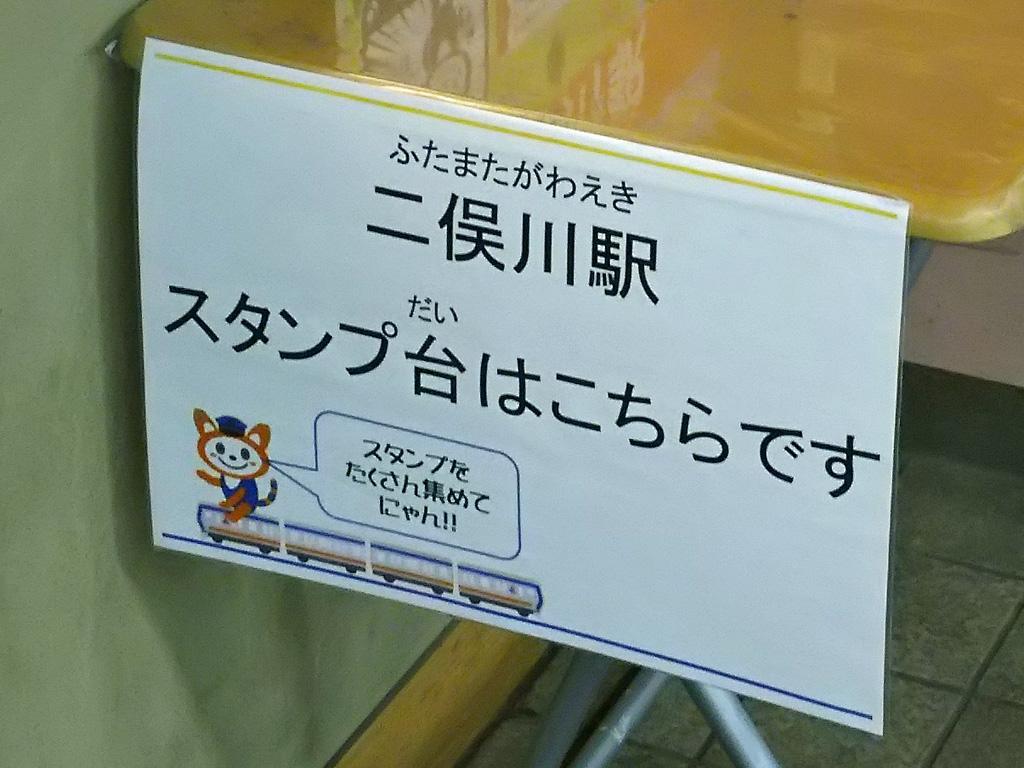 ふたまたがわえき
二俣川駅
だい
スタンプ台はこちらです
スタンプを
たくさん集めて
にゃん!!